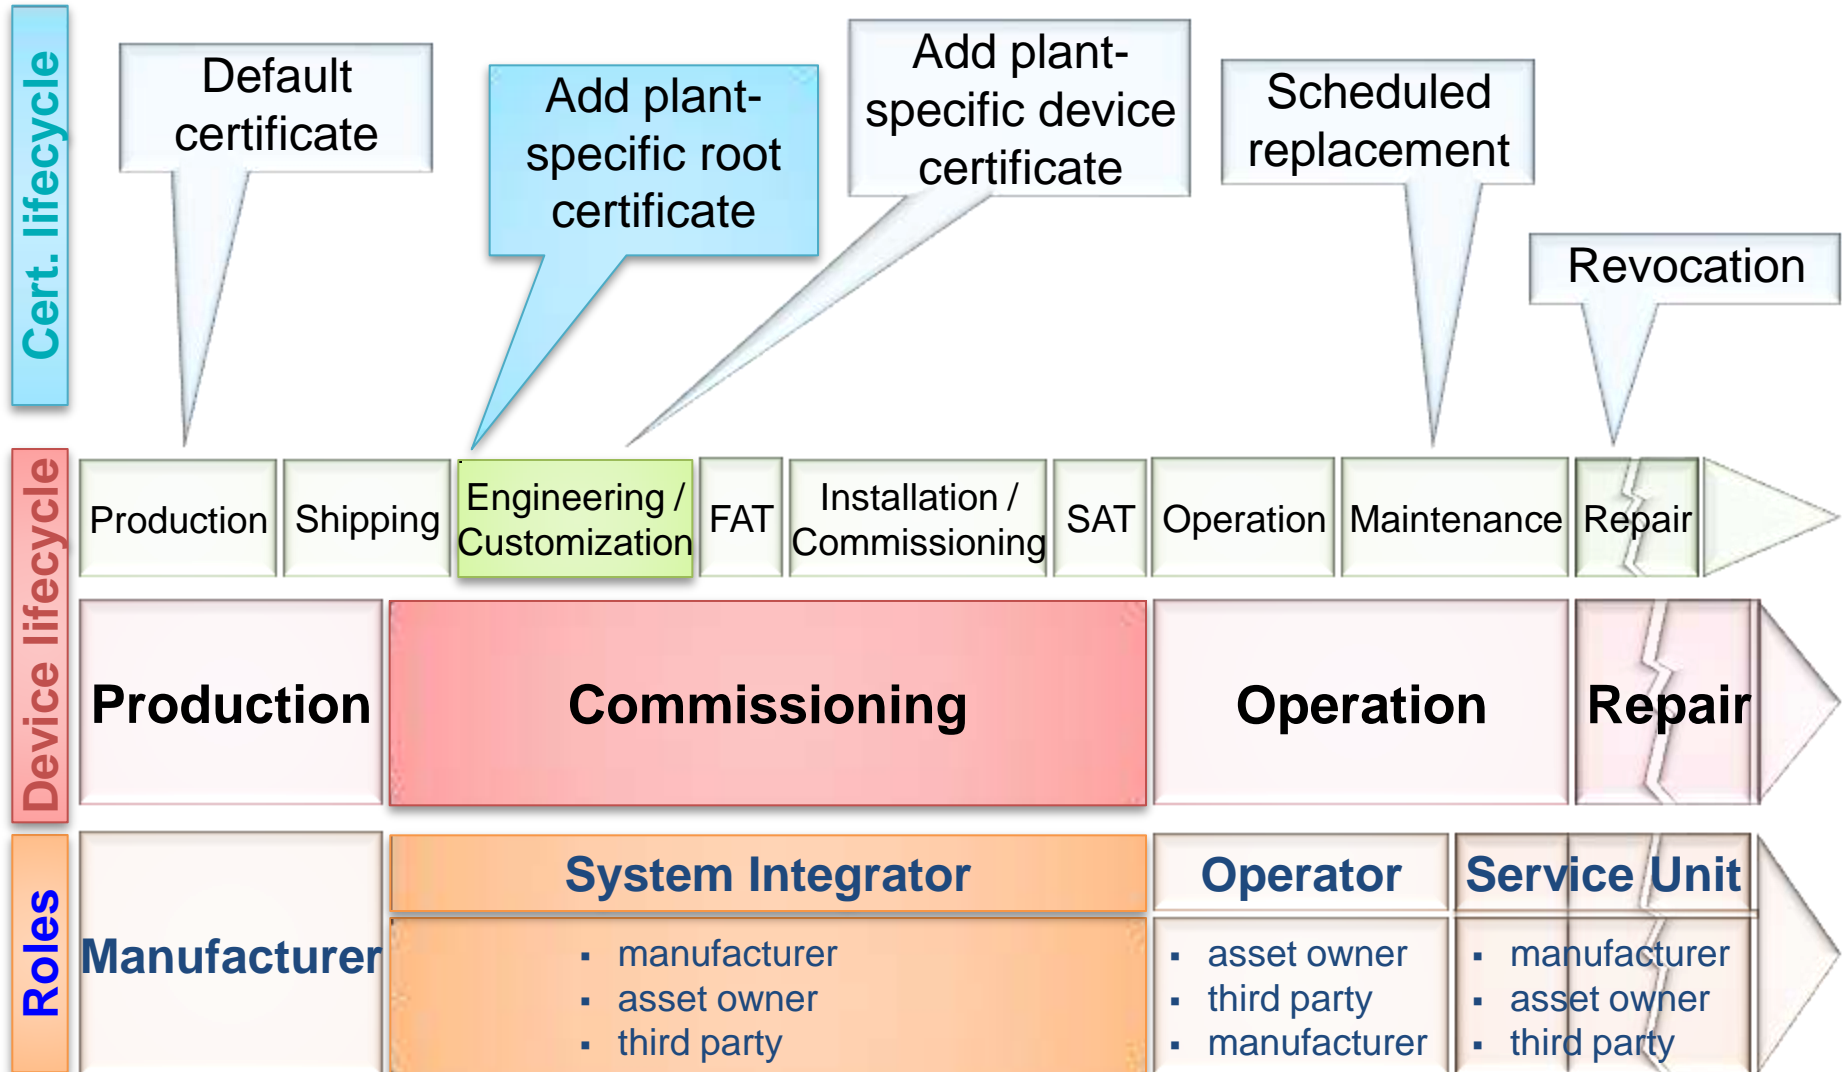 Cert. lifecycle
Default
certificate
Add plant-
specific root
certificate
Add plant-
specific device
certificate
Scheduled
replacement
Revocation
Device lifecycle
Production
Shipping
Engineering /
Customization
FAT
Installation /
Commissioning
SAT
Operation
Maintenance
Repair
Production
Commissioning
Operation
Repair
Roles
Manufacturer
System Integrator
▪ manufacturer
▪ asset owner
▪ third party
Operator
▪ asset owner
▪ third party
▪ manufacturer
Service Unit
▪ manufacturer
▪ asset owner
▪ third party